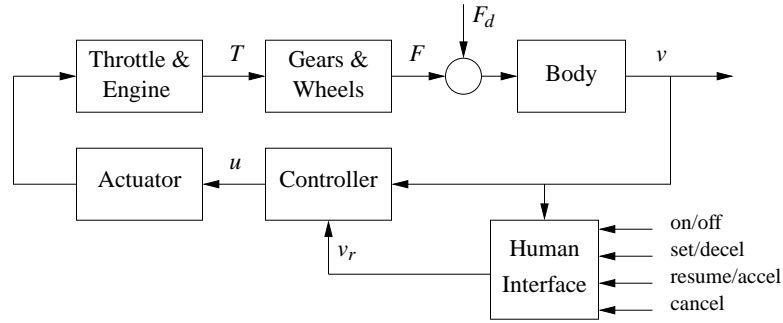 F_d
Throttle &
Engine
T
Gears &
Wheels
F
Body
v
Actuator
u
Controller
v_r
Human
Interface
on/off
set/decel
resume/accel
cancel